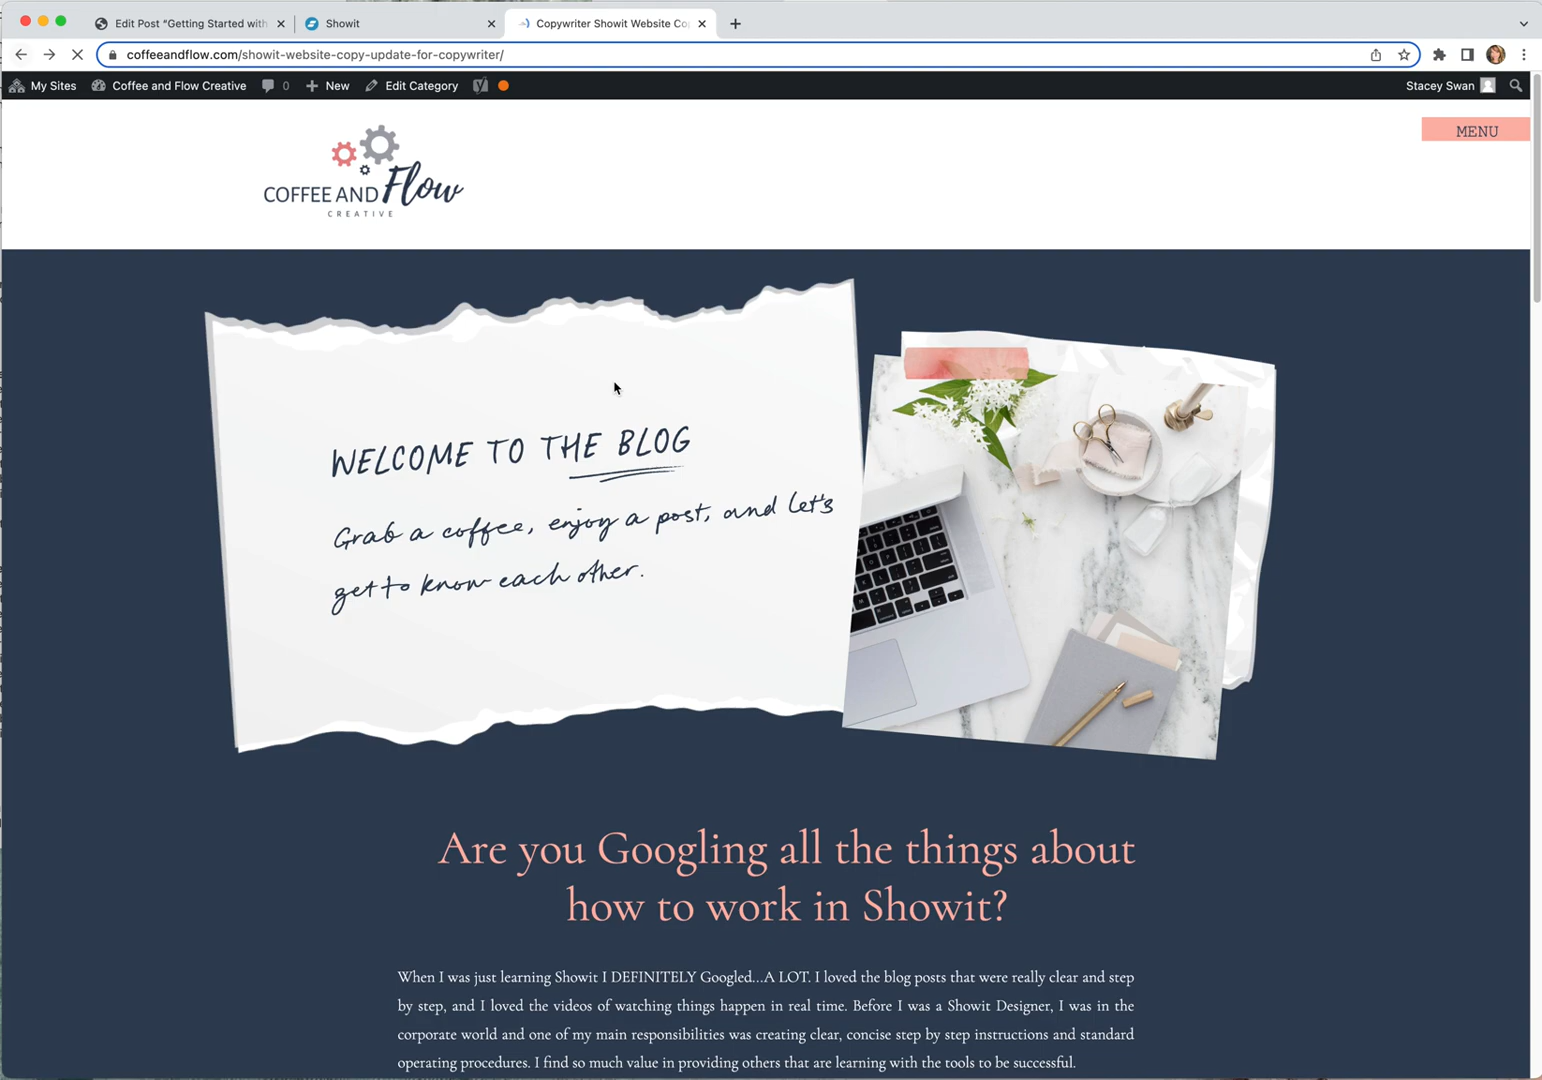 Edit Post “Getting Started with
Showit
Copywriter Showit Website Co
coffeeandflow.com/showit-website-copy-update-for-copywriter/
My Sites Coffee and Flow Creative 0 New Edit Category Stacey Swan
MENU
COFFEE AND Flow
CREATIVE
WELCOME TO THE BLOG
Grab a coffee, enjoy a post, and let's
get to know each other.
Are you Googling all the things about
how to work in Showit?
When I was just learning Showit I DEFINITELY Googled...A LOT. I loved the blog posts that were really clear and step
by step, and I loved the videos of watching things happen in real time. Before I was a Showit Designer, I was in the
corporate world and one of my main responsibilities was creating clear, concise step by step instructions and standard
operating procedures. I find so much value in providing others that are learning with the tools to be successful.